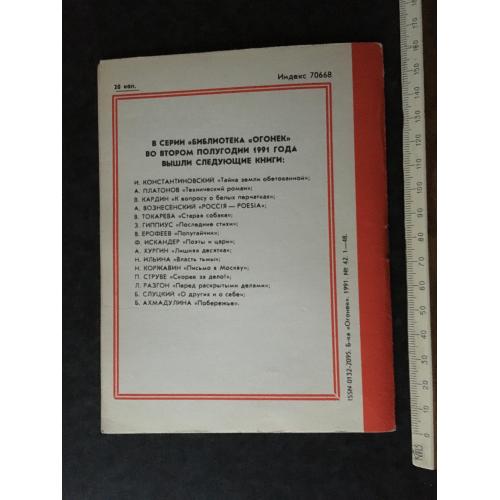 20 коп.
Индекс 70668
В СЕРИИ «БИБЛИОТЕКА «ОГОНЕК»
ВО ВТОРОМ ПОЛУГОДИИ 1991 ГОДА
ВЫШЛИ СЛЕДУЮЩИЕ КНИГИ:
И. КОНСТАНТИНОВСКИЙ «Тайна земли обетованной»;
А. ПЛАТОНОВ «Технический роман»;
В. КАРДИН «К вопросу о белых перчатках»;
А. ВОЗНЕСЕНСКИЙ «РОССIЯ — POESIA»;
В. ТОКАРЕВА «Старая собака»;
З. ГИППИУС «Последние стихи»;
В. ЕРОФЕЕВ «Попугайчик»;
Ф. ИСКАНДЕР «Поэты и цари»;
А. ХУРГИН «Лишняя десятка»;
Н. ИЛЬИНА «Власть тьмы»;
Н. КОРЖАВИН «Письмо в Москву»;
П. СТРУВЕ «Скорее за дело!»;
Л. РАЗГОН «Перед раскрытыми делами»;
Б. СЛУЦКИЙ «О других и о себе»;
Б. АХМАДУЛИНА «Побережье».
ISSN 0132-2095. Б-ка «Огонек». 1991. № 42. 1—48.